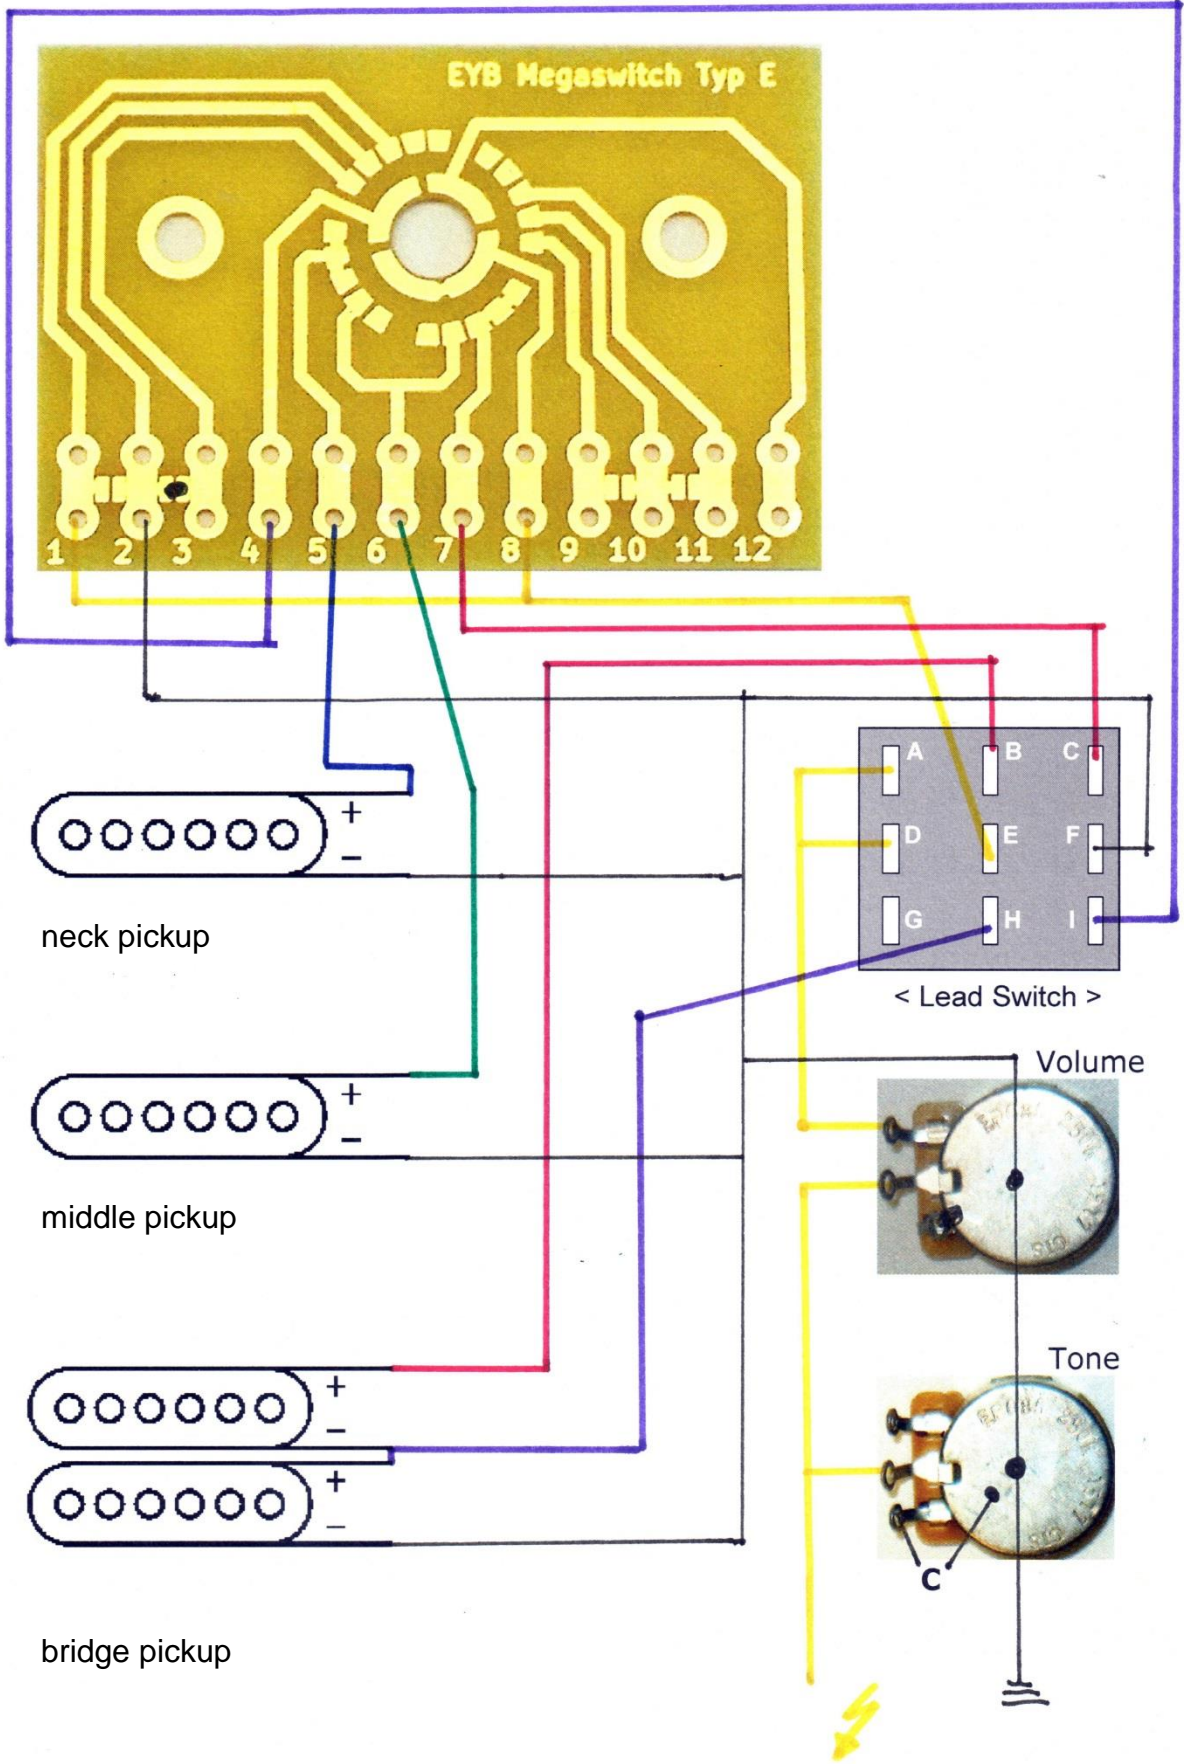 EYB Megaswitch Typ E
1 2 3 4 5 6 7 8 9 10 11 12
+
–
neck pickup
A B C
D E F
G H I
< Lead Switch >
Volume
+
–
middle pickup
Tone
+
–
+
–
C
bridge pickup